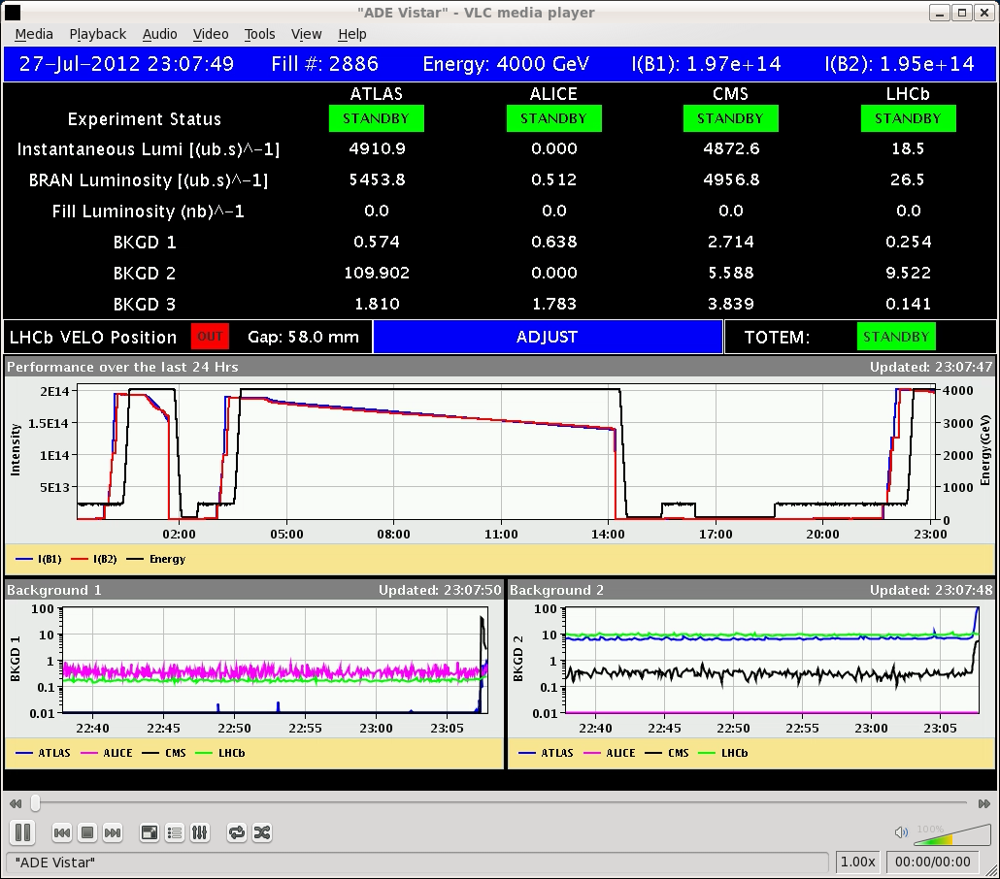 "ADE Vistar" - VLC media player
Media Playback Audio Video Tools View Help
27-Jul-2012 23:07:49 Fill #: 2886 Energy: 4000 GeV I(B1): 1.97e+14 I(B2): 1.95e+14
ATLAS ALICE CMS LHCb
Experiment Status STANDBY STANDBY STANDBY STANDBY
Instantaneous Lumi [(ub.s)^-1] 4910.9 0.000 4872.6 18.5
BRAN Luminosity [(ub.s)^-1] 5453.8 0.512 4956.8 26.5
Fill Luminosity (nb)^-1 0.0 0.0 0.0 0.0
BKGD 1 0.574 0.638 2.714 0.254
BKGD 2 109.902 0.000 5.588 9.522
BKGD 3 1.810 1.783 3.839 0.141
LHCb VELO Position OUT Gap: 58.0 mm ADJUST TOTEM: STANDBY
Performance over the last 24 Hrs Updated: 23:07:47
2E14 4000
1.5E14 3000
1E14 2000
5E13 1000
0
Intensity
Energy(GeV)
02:00 05:00 08:00 11:00 14:00 17:00 20:00 23:00
I(B1) I(B2) Energy
Background 1 Updated: 23:07:50
100
10
1
0.1
0.01
BKGD 1
22:40 22:45 22:50 22:55 23:00 23:05
ATLAS ALICE CMS LHCb
Background 2 Updated: 23:07:48
100
10
1
0.1
0.01
BKGD 2
22:40 22:45 22:50 22:55 23:00 23:05
ATLAS ALICE CMS LHCb
100%
"ADE Vistar" 1.00x 00:00/00:00